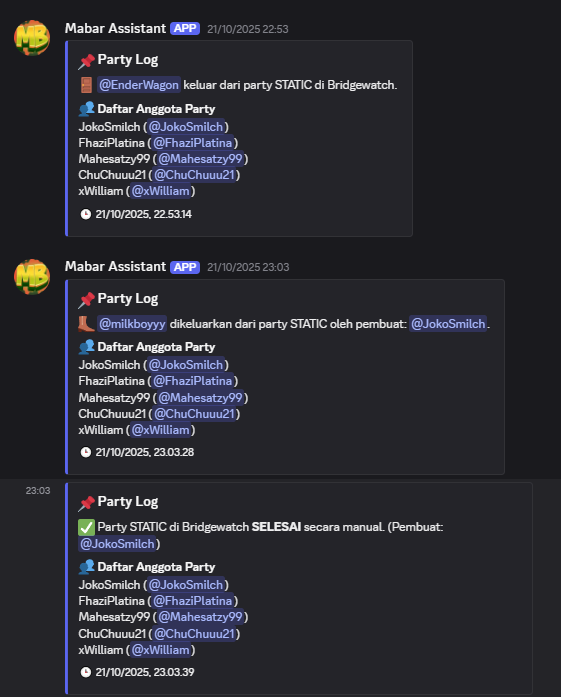 MB
Mabar Assistant APP 21/10/2025 22:53
Party Log
@EnderWagon keluar dari party STATIC di Bridgewatch.
Daftar Anggota Party
JokoSmilch (@JokoSmilch)
FhaziPlatina (@FhaziPlatina)
Mahesatzy99 (@Mahesatzy99)
ChuChuuu21 (@ChuChuuu21)
xWilliam (@xWilliam)
21/10/2025, 22.53.14
MB
Mabar Assistant APP 21/10/2025 23:03
Party Log
@milkboyyy dikeluarkan dari party STATIC oleh pembuat: @JokoSmilch.
Daftar Anggota Party
JokoSmilch (@JokoSmilch)
FhaziPlatina (@FhaziPlatina)
Mahesatzy99 (@Mahesatzy99)
ChuChuuu21 (@ChuChuuu21)
xWilliam (@xWilliam)
21/10/2025, 23.03.28
23:03
Party Log
Party STATIC di Bridgewatch SELESAI secara manual. (Pembuat:
@JokoSmilch)
Daftar Anggota Party
JokoSmilch (@JokoSmilch)
FhaziPlatina (@FhaziPlatina)
Mahesatzy99 (@Mahesatzy99)
ChuChuuu21 (@ChuChuuu21)
xWilliam (@xWilliam)
21/10/2025, 23.03.39